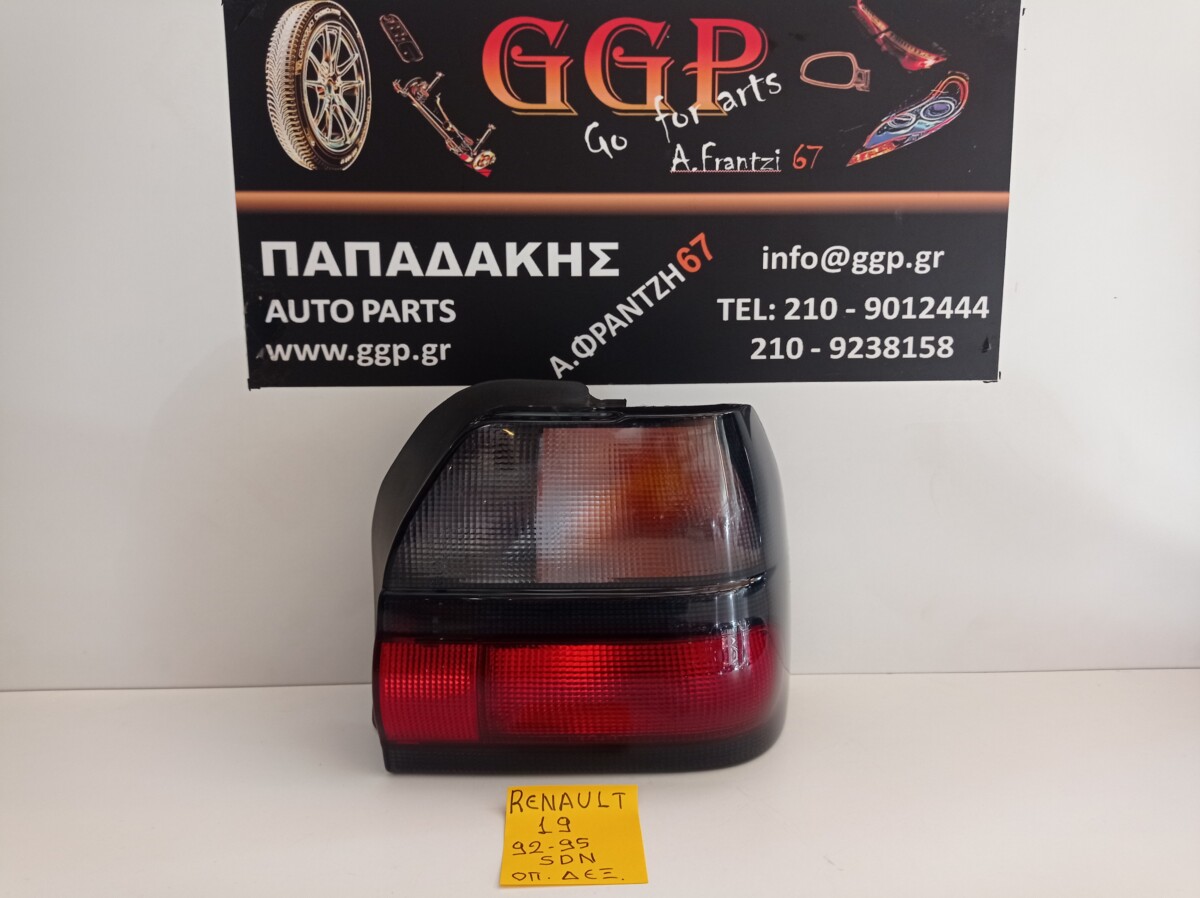 GGP
Go for arts
A.Frantzi 67
ΠΑΠΑΔΑΚΗΣ
AUTO PARTS
www.ggp.gr
Α.ΦΡΑΝΤΖΗ 67
info@ggp.gr
TEL: 210 - 9012444
210 - 9238158
RENAULT
19
92-95
SDN
ΟΠ. ΔΕΞ.